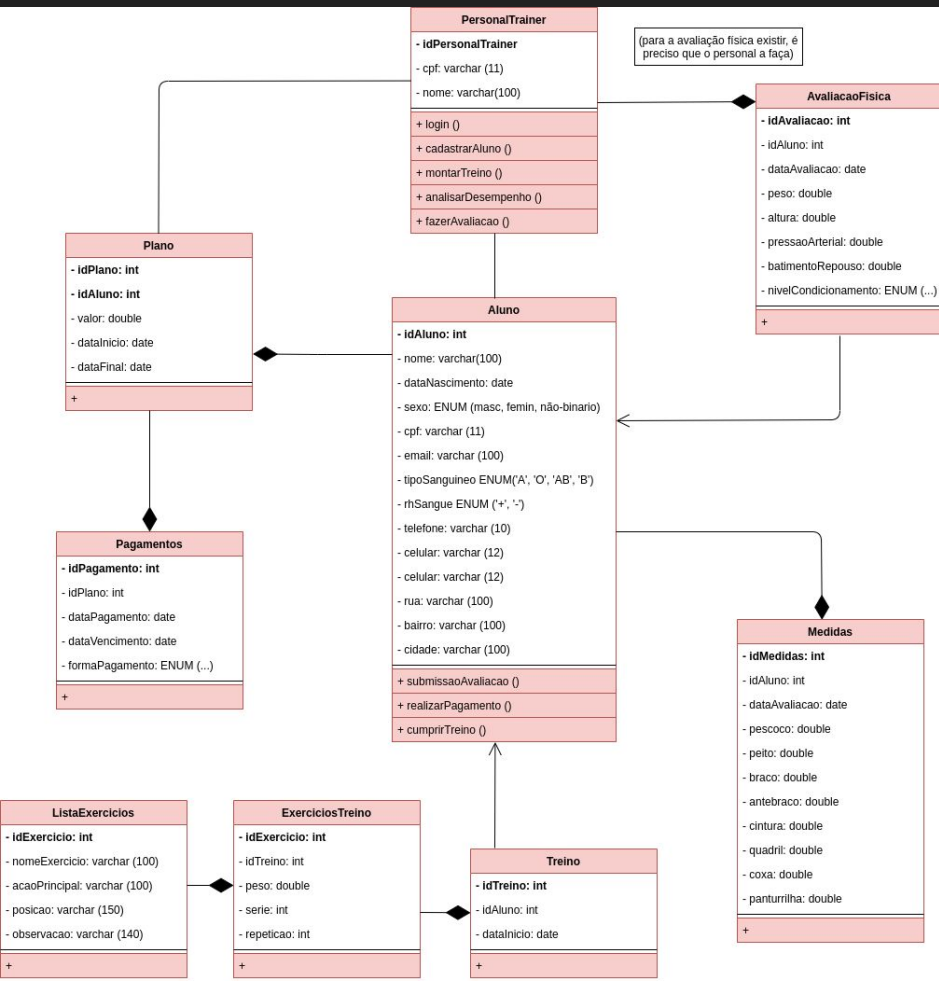 PersonalTrainer
- idPersonalTrainer
- cpf: varchar (11)
- nome: varchar(100)
+ login ()
+ cadastrarAluno ()
+ montarTreino ()
+ analisarDesempenho ()
+ fazerAvaliacao ()
(para a avaliação física existir, é
preciso que o personal a faça)
AvaliacaoFisica
- idAvaliacao: int
- idAluno: int
- dataAvaliacao: date
- peso: double
- altura: double
- pressaoArterial: double
- batimentoRepouso: double
- nivelCondicionamento: ENUM (...)
+
Plano
- idPlano: int
- idAluno: int
- valor: double
- dataInicio: date
- dataFinal: date
+
Aluno
- idAluno: int
- nome: varchar(100)
- dataNascimento: date
- sexo: ENUM (masc, femin, não-binario)
- cpf: varchar (11)
- email: varchar (100)
- tipoSanguineo ENUM('A', 'O', 'AB', 'B')
- rhSangue ENUM ('+', '-')
- telefone: varchar (10)
- celular: varchar (12)
- celular: varchar (12)
- rua: varchar (100)
- bairro: varchar (100)
- cidade: varchar (100)
+ submissaoAvaliacao ()
+ realizarPagamento ()
+ cumprirTreino ()
Pagamentos
- idPagamento: int
- idPlano: int
- dataPagamento: date
- dataVencimento: date
- formaPagamento: ENUM (...)
+
Medidas
- idMedidas: int
- idAluno: int
- dataAvaliacao: date
- pescoco: double
- peito: double
- braco: double
- antebraco: double
- cintura: double
- quadril: double
- coxa: double
- panturrilha: double
+
ListaExercicios
- idExercicio: int
- nomeExercicio: varchar (100)
- acaoPrincipal: varchar (100)
- posicao: varchar (150)
- observacao: varchar (140)
+
ExerciciosTreino
- idExercicio: int
- idTreino: int
- peso: double
- serie: int
- repeticao: int
+
Treino
- idTreino: int
- idAluno: int
- dataInicio: date
+